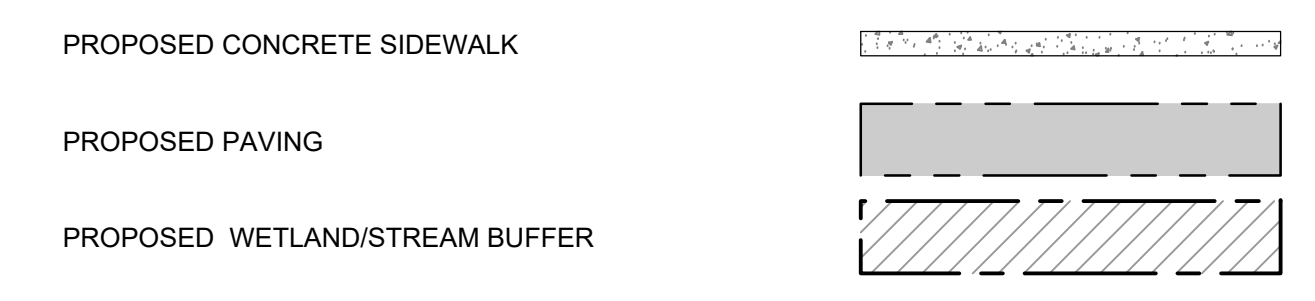 PROPOSED CONCRETE SIDEWALK
PROPOSED PAVING
PROPOSED  WETLAND/STREAM BUFFER